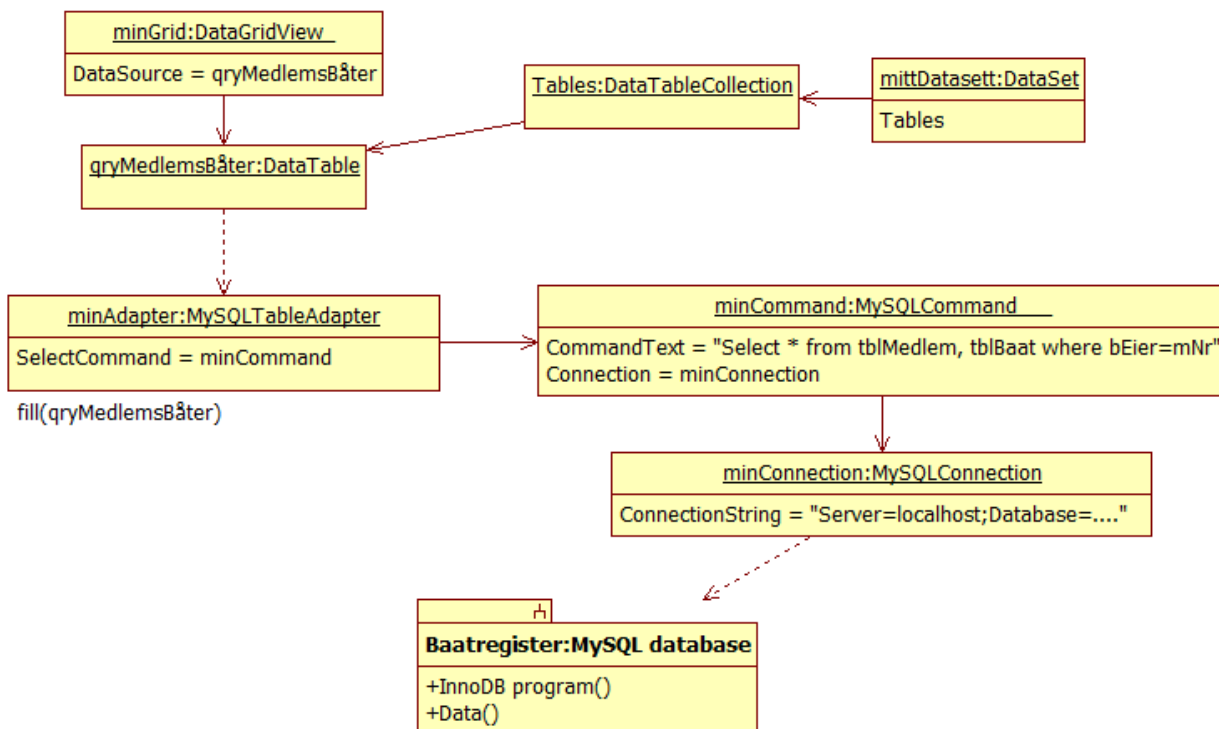 minGrid:DataGridView
DataSource = qryMedlemsBåter
Tables:DataTableCollection
mittDatasett:DataSet
Tables
qryMedlemsBåter:DataTable
minAdapter:MySQLTableAdapter
SelectCommand = minCommand
fill(qryMedlemsBåter)
minCommand:MySQLCommand
CommandText = "Select * from tblMedlem, tblBaat where bEier=mNr"
Connection = minConnection
minConnection:MySQLConnection
ConnectionString = "Server=localhost;Database=...."
Baatregister:MySQL database
+InnoDB program()
+Data()